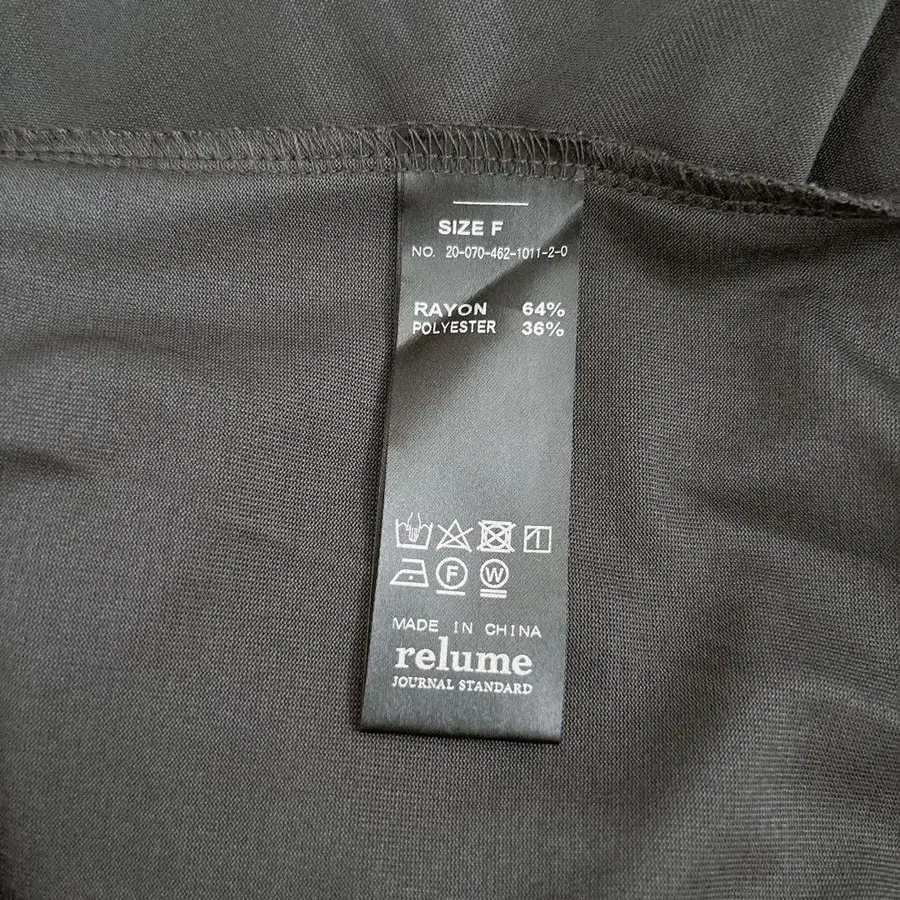 SIZE F
NO. 20-070-462-1011-2-0
RAYON 64%
POLYESTER 36%
F W
MADE IN CHINA
relume
JOURNAL STANDARD